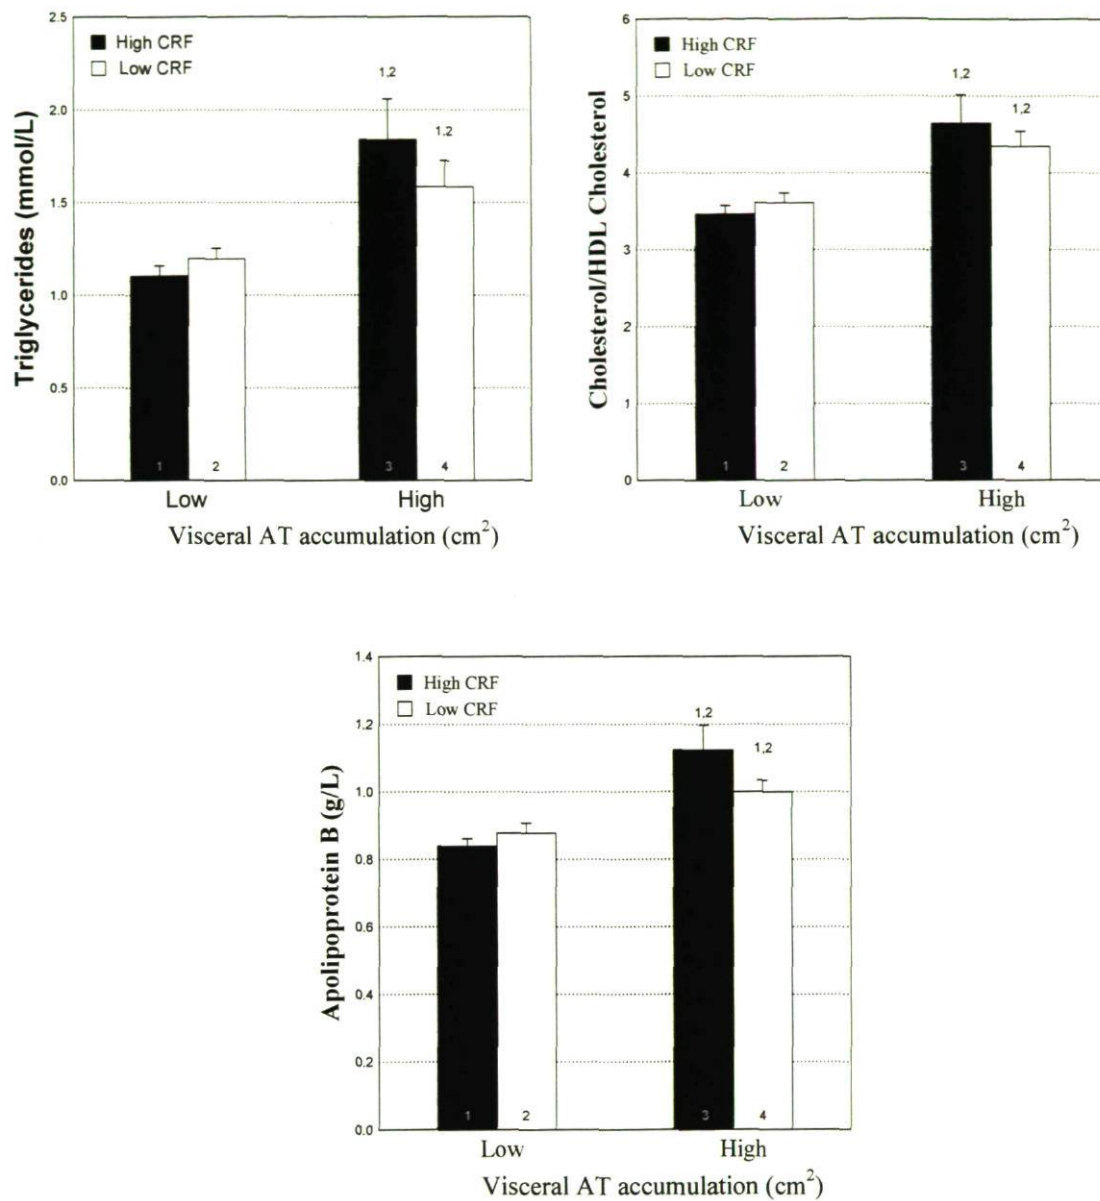 Triglycerides (mmol/L)
2.5
2.0
1.5
1.0
0.5
0.0
High CRF
Low CRF
1,2
1,2
1
2
3
4
Low
High
Visceral AT accumulation (cm²)
Cholesterol/HDL Cholesterol
6
5
4
3
2
1
0
High CRF
Low CRF
1,2
1,2
1
2
3
4
Low
High
Visceral AT accumulation (cm²)
Apolipoprotein B (g/L)
1.4
1.2
1.0
0.8
0.6
0.4
0.2
0.0
High CRF
Low CRF
1,2
1,2
1
2
3
4
Low
High
Visceral AT accumulation (cm²)